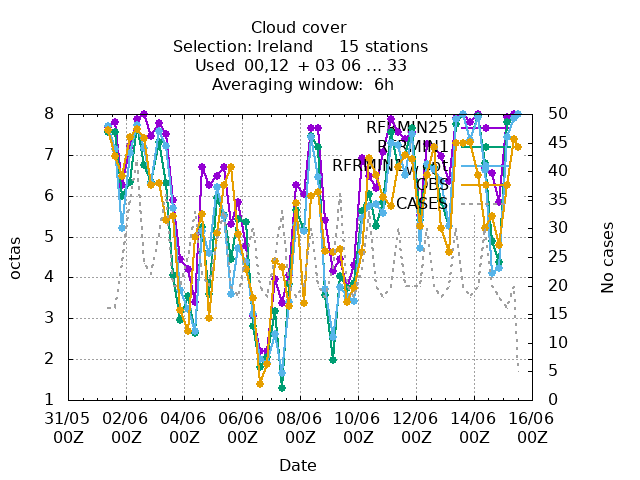 Cloud cover
Selection: Ireland 15 stations
Used 00,12 + 03 06 ... 33
Averaging window: 6h
8
7
6
5
4
3
2
1
50
45
40
35
30
25
20
15
10
5
0
octas
No cases
RFRMIN25
OBS
CASES
31/05 02/06 04/06 06/06 08/06 10/06 12/06 14/06 16/06
00Z 00Z 00Z 00Z 00Z 00Z 00Z 00Z 00Z
Date